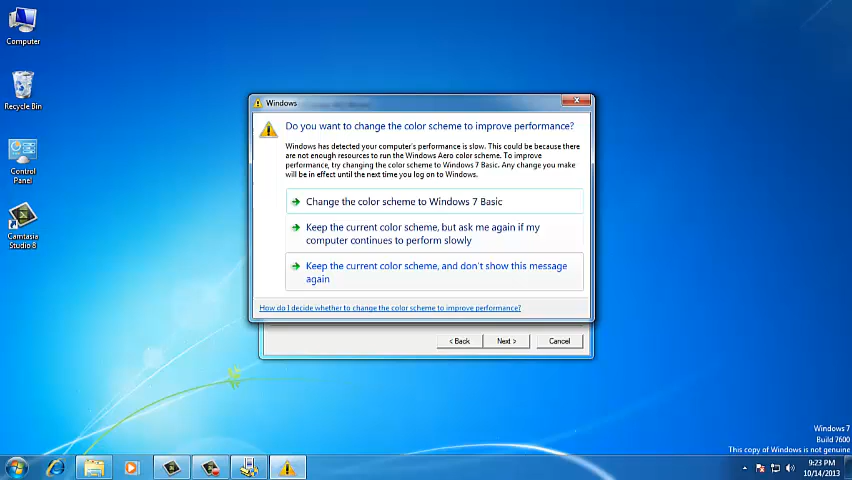 Computer
Recycle Bin
Control
Panel
Camtasia
Studio 8
Windows
Do you want to change the color scheme to improve performance?
Windows has detected your computer's performance is slow. This could be because there
are not enough resources to run the Windows Aero color scheme. To improve
performance, try changing the color scheme to Windows 7 Basic. Any change you make
will be in effect until the next time you log on to Windows.
Change the color scheme to Windows 7 Basic
Keep the current color scheme, but ask me again if my
computer continues to perform slowly
Keep the current color scheme, and don't show this message
again
How do I decide whether to change the color scheme to improve performance?
< Back
Next >
Cancel
Windows 7
Build 7600
This copy of Windows is not genuine
9:23 PM
10/14/2013